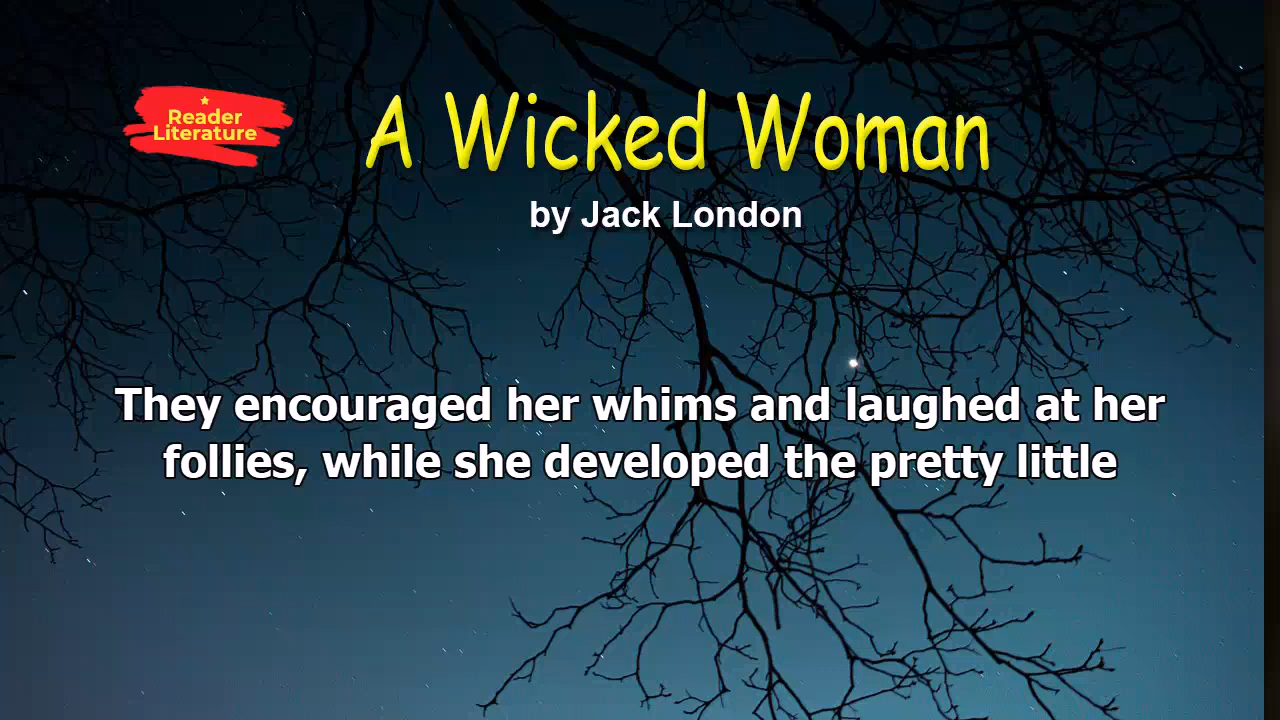 Reader
Literature
A Wicked Woman
by Jack London
They encouraged her whims and laughed at her
follies, while she developed the pretty little